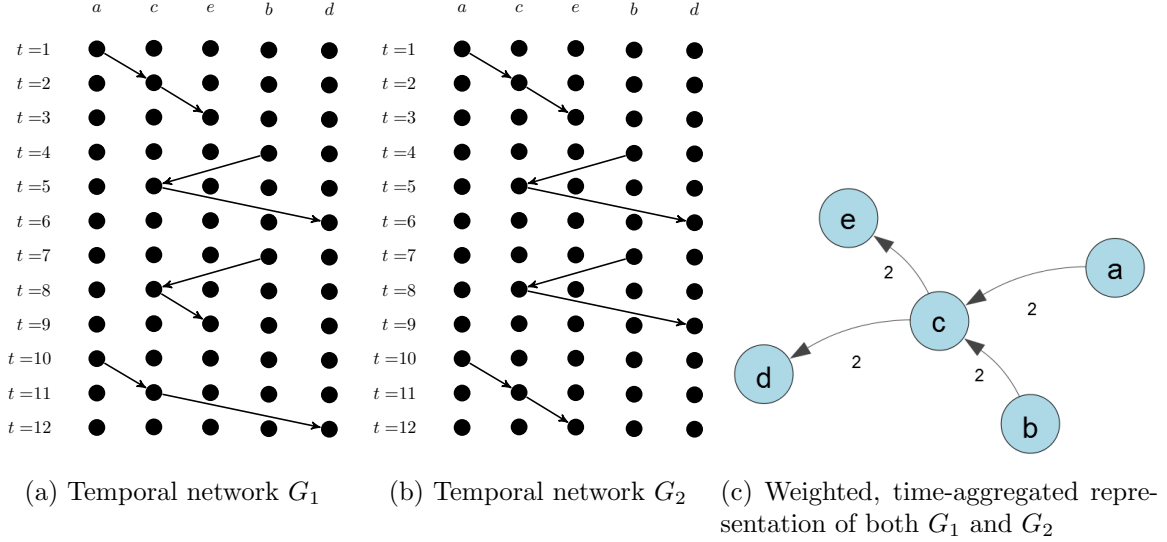 a c e b d
t=1
t=2
t=3
t=4
t=5
t=6
t=7
t=8
t=9
t=10
t=11
t=12
(a) Temporal network G₁
a c e b d
t=1
t=2
t=3
t=4
t=5
t=6
t=7
t=8
t=9
t=10
t=11
t=12
(b) Temporal network G₂
e
a
2
2
c
d
2
2
b
(c) Weighted, time-aggregated repre-
sentation of both G₁ and G₂